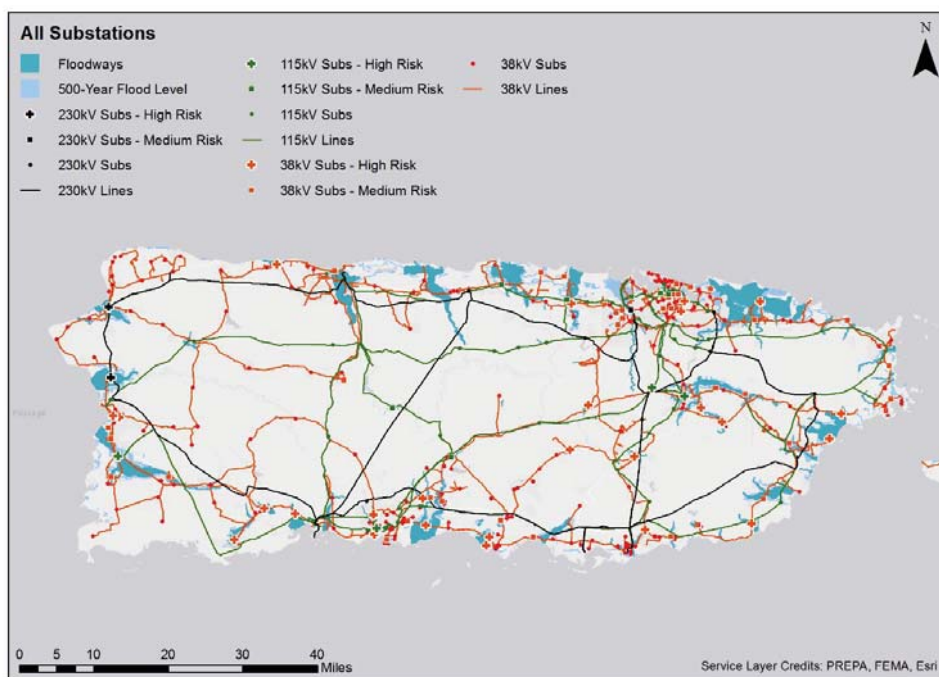 All Substations
Floodways
500-Year Flood Level
230kV Subs - High Risk
230kV Subs - Medium Risk
230kV Subs
230kV Lines
115kV Subs - High Risk
115kV Subs - Medium Risk
115kV Subs
115kV Lines
38kV Subs - High Risk
38kV Subs - Medium Risk
38kV Subs
38kV Lines
N
0 5 10 20 30 40
Miles
Service Layer Credits: PREPA, FEMA, Esri